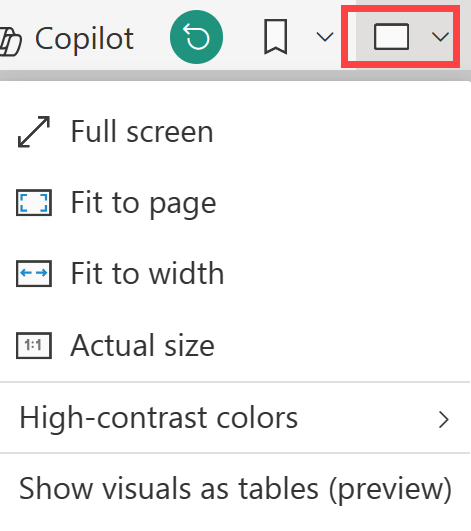 Copilot
Full screen
Fit to page
Fit to width
1:1 Actual size
High-contrast colors
Show visuals as tables (preview)